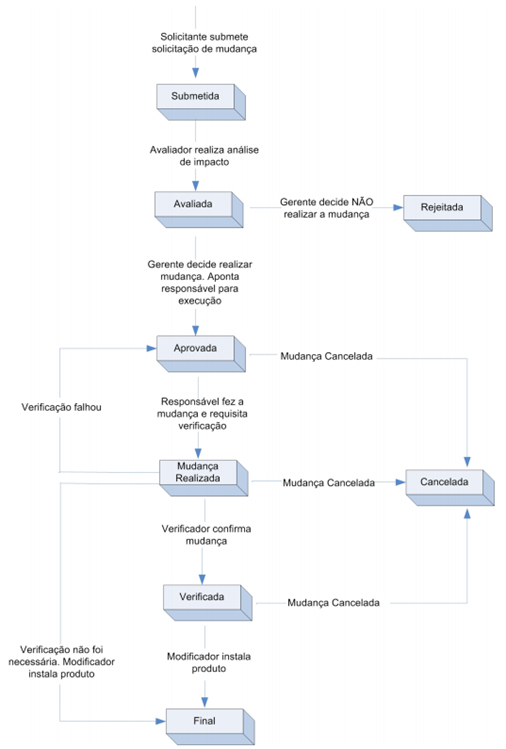 Solicitante submete
solicitação de mudança
Submetida
Avaliador realiza análise
de impacto
Avaliada
Gerente decide NÃO
realizar a mudança
Rejeitada
Gerente decide realizar
mudança. Aponta
responsável para
execução
Aprovada
Mudança Cancelada
Verificação falhou
Responsável fez a
mudança e requisita
verificação
Mudança
Realizada
Mudança Cancelada
Cancelada
Verificador confirma
mudança
Verificada
Mudança Cancelada
Verificação não foi
necessária. Modificador
instala produto
Modificador instala
produto
Final